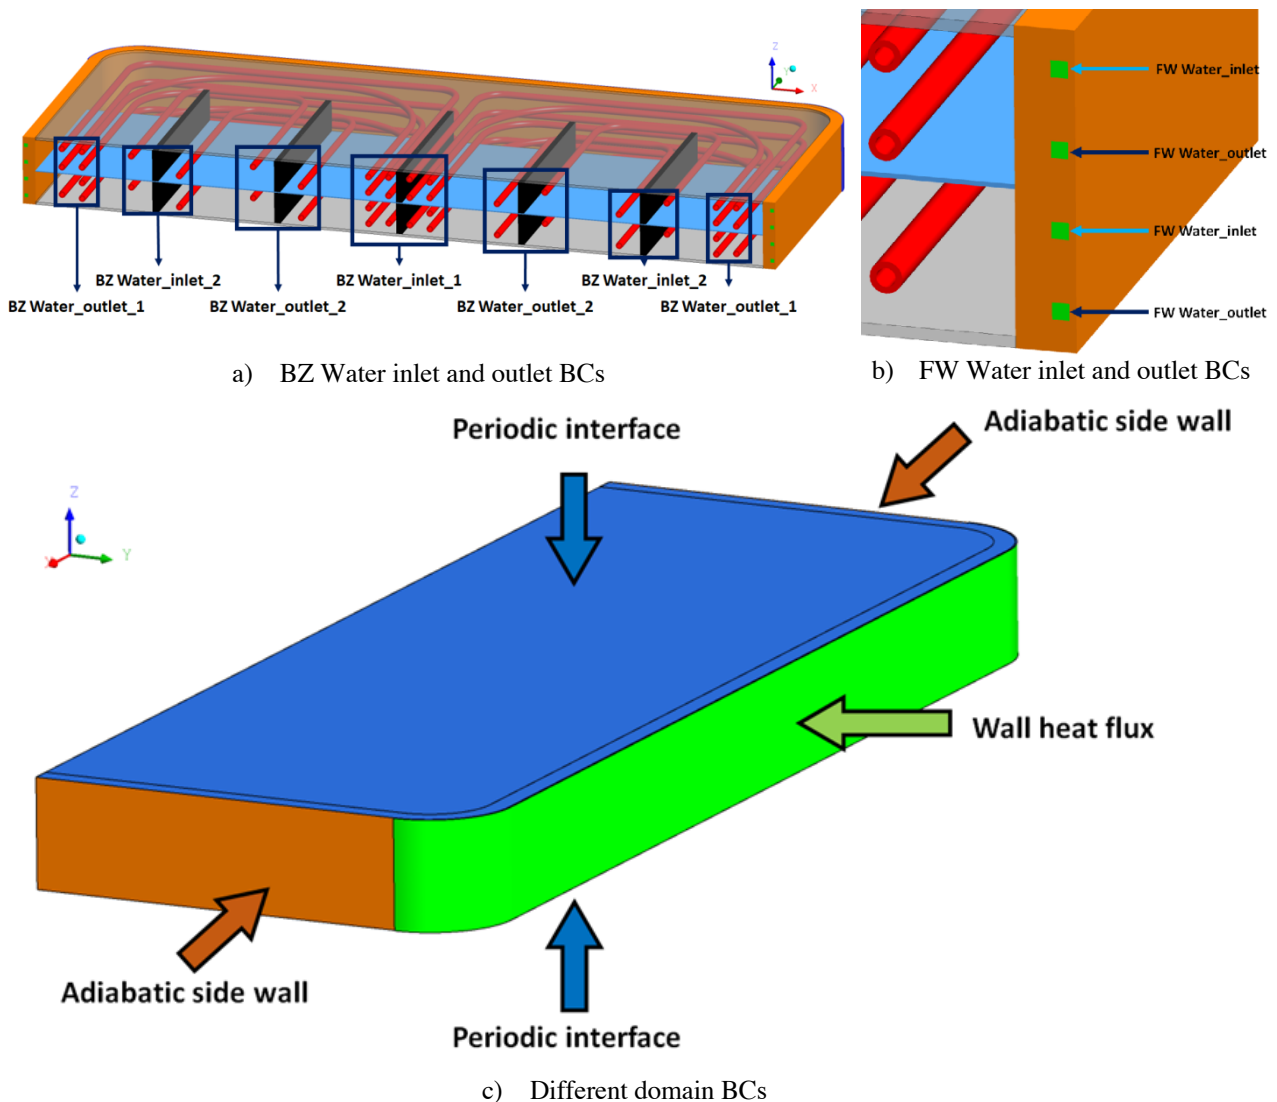 Z
Y
X
BZ Water_inlet_2
BZ Water_inlet_1
BZ Water_inlet_2
BZ Water_outlet_1
BZ Water_outlet_2
BZ Water_outlet_2
BZ Water_outlet_1
a) BZ Water inlet and outlet BCs
FW Water_inlet
FW Water_outlet
FW Water_inlet
FW Water_outlet
b) FW Water inlet and outlet BCs
Periodic interface
Adiabatic side wall
Z
X
Y
Wall heat flux
Adiabatic side wall
Periodic interface
c) Different domain BCs